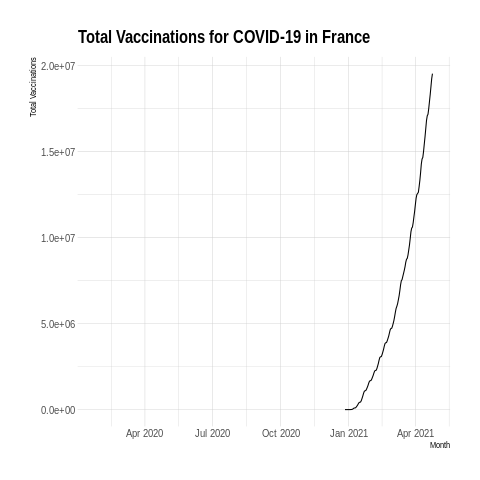 Total Vaccinations for COVID-19 in France
Total Vaccinations
2.0e+07
1.5e+07
1.0e+07
5.0e+06
0.0e+00
Apr 2020 Jul 2020 Oct 2020 Jan 2021 Apr 2021
Month